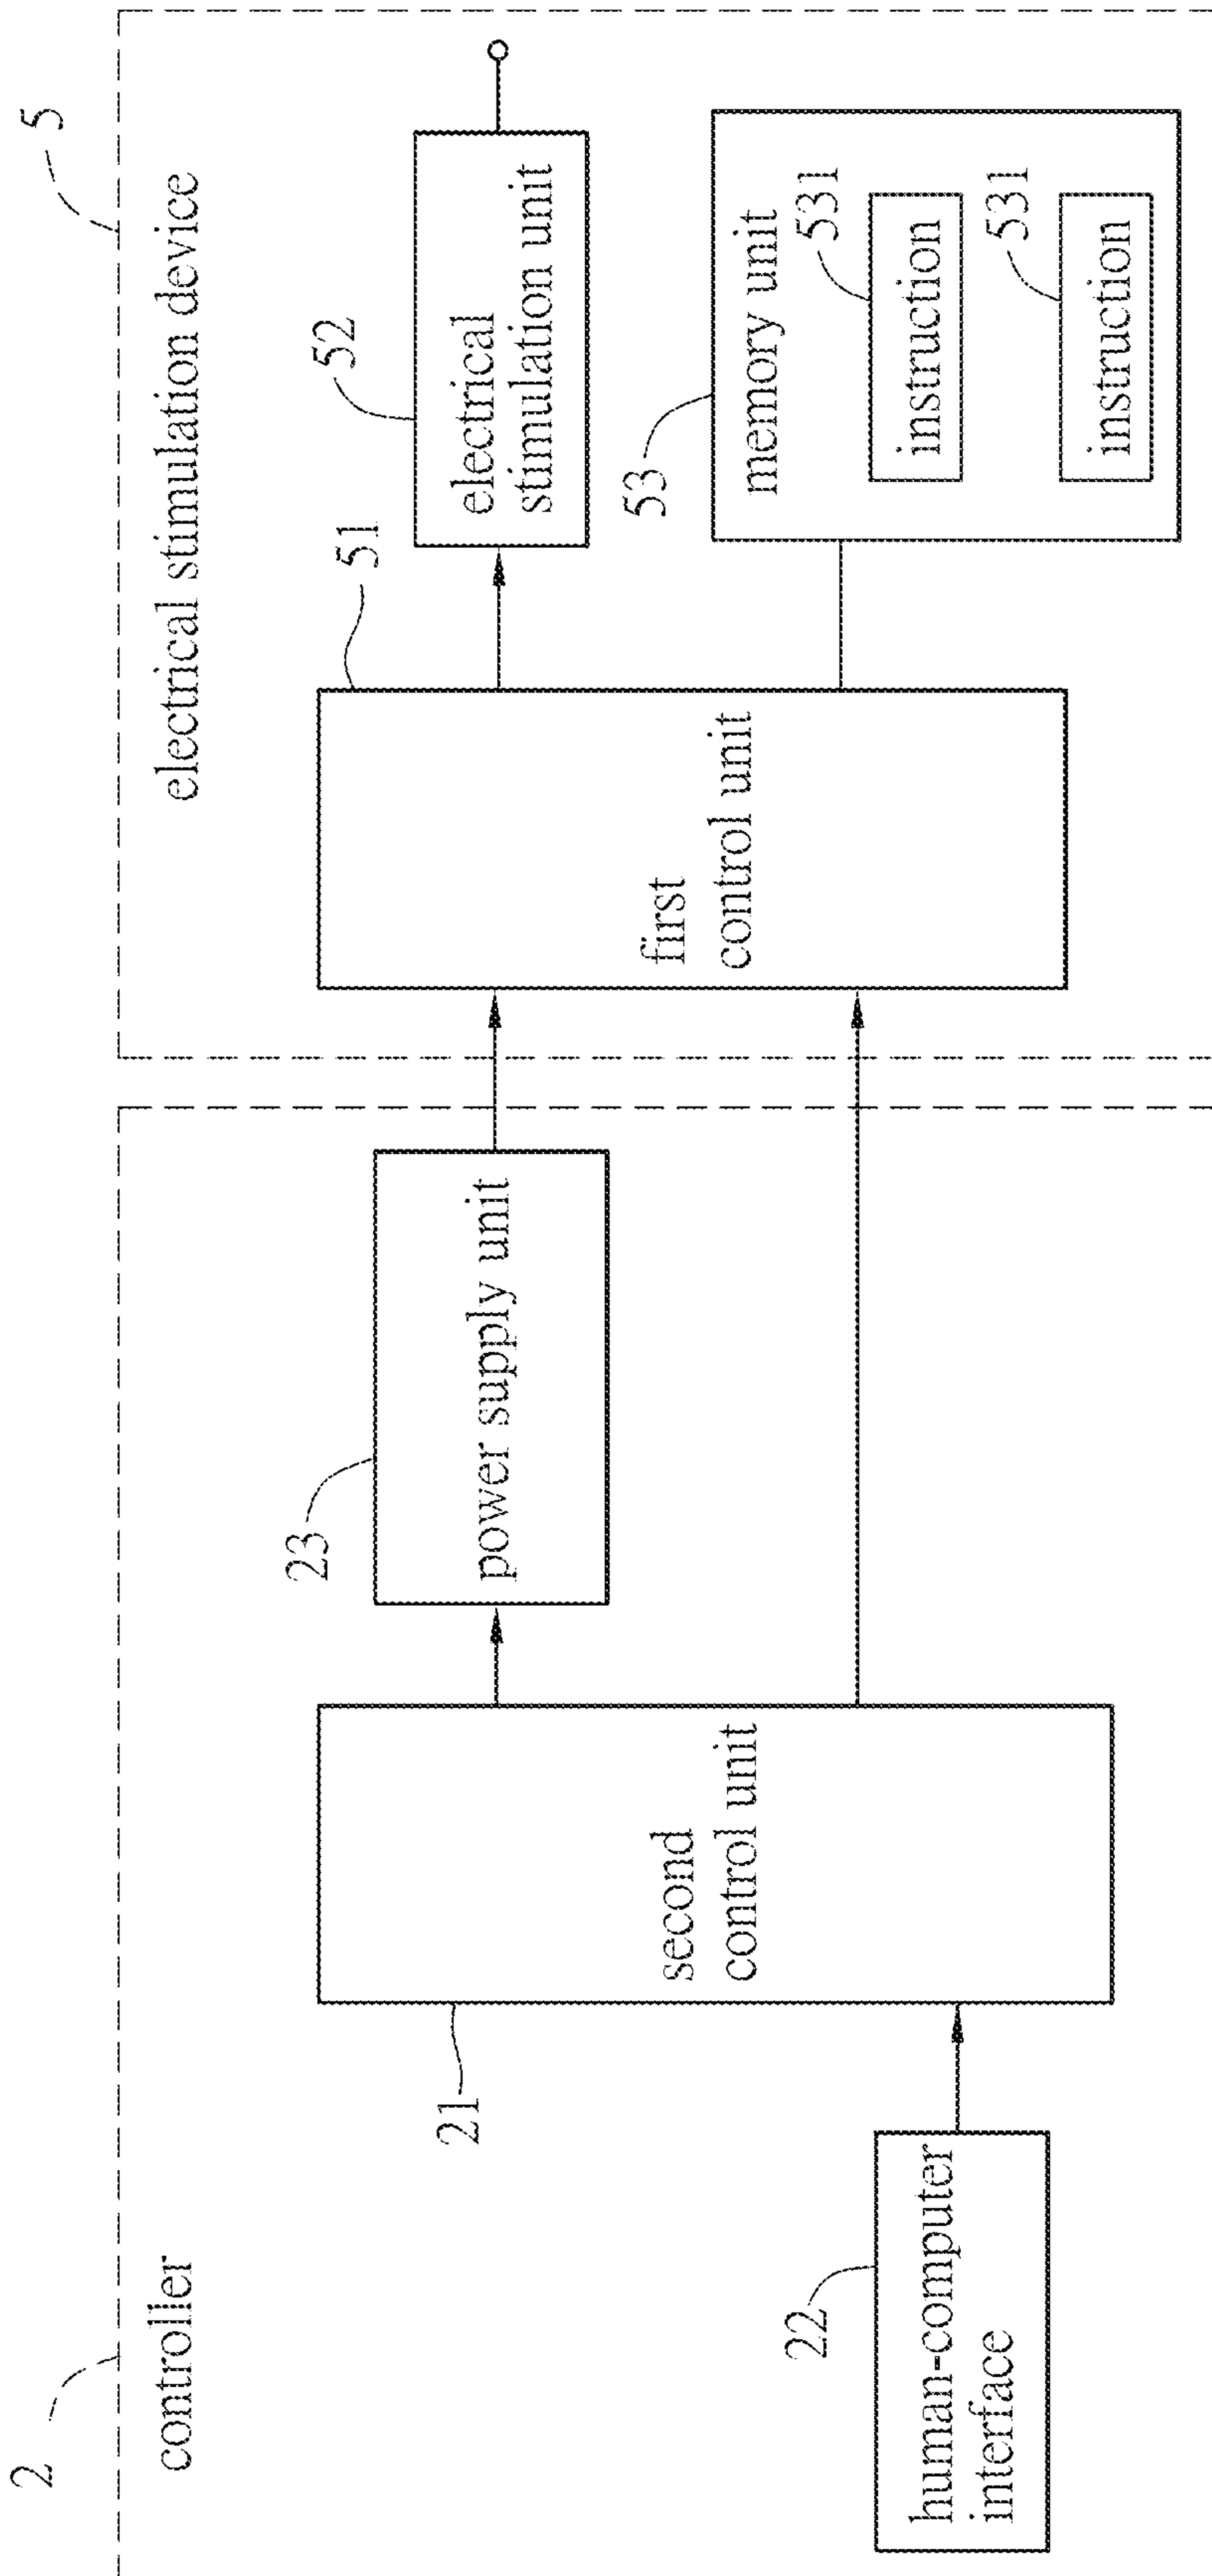 2
controller
22
human-computer
interface
21
second
control unit
23
power supply unit
5
electrical stimulation device
51
first
control unit
52
electrical
stimulation unit
53
memory unit
531
instruction
531
instruction